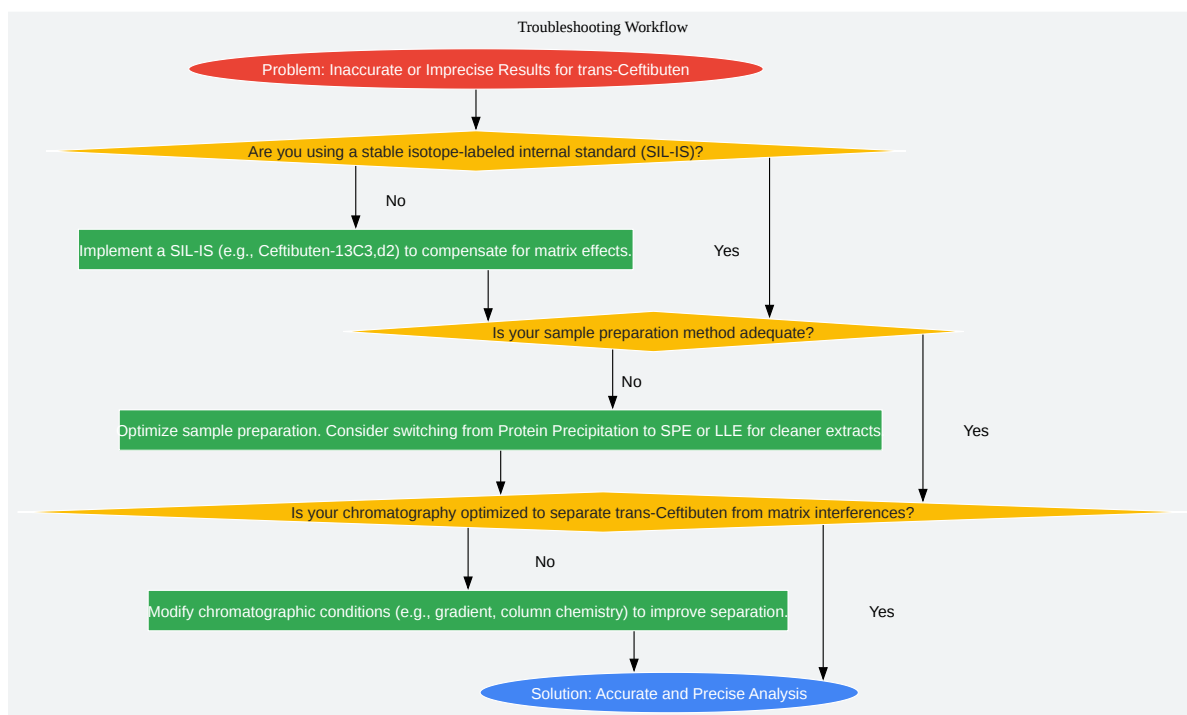 Troubleshooting Workflow
Problem: Inaccurate or Imprecise Results for trans-Ceftibuten
Are you using a stable isotope-labeled internal standard (SIL-IS)?
No
Implement a SIL-IS (e.g., Ceftibuten-13C3,d2) to compensate for matrix effects.
Yes
Is your sample preparation method adequate?
No
Optimize sample preparation. Consider switching from Protein Precipitation to SPE or LLE for cleaner extracts
Yes
Is your chromatography optimized to separate trans-Ceftibuten from matrix interferences?
No
Modify chromatographic conditions (e.g., gradient, column chemistry) to improve separation.
Yes
Solution: Accurate and Precise Analysis